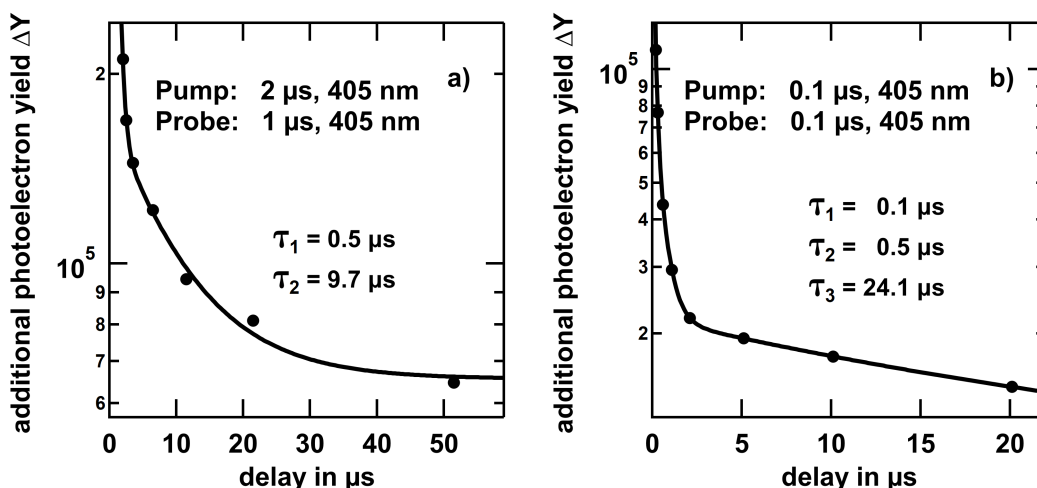 additional photoelectron yield ΔY
a)
Pump: 2 µs, 405 nm
Probe: 1 µs, 405 nm
τ1 = 0.5 µs
τ2 = 9.7 µs
2
10^5
9
8
7
6
0 10 20 30 40 50
delay in µs
additional photoelectron yield ΔY
b)
Pump: 0.1 µs, 405 nm
Probe: 0.1 µs, 405 nm
τ1 = 0.1 µs
τ2 = 0.5 µs
τ3 = 24.1 µs
10^5
9
8
7
6
5
4
3
2
0 5 10 15 20
delay in µs